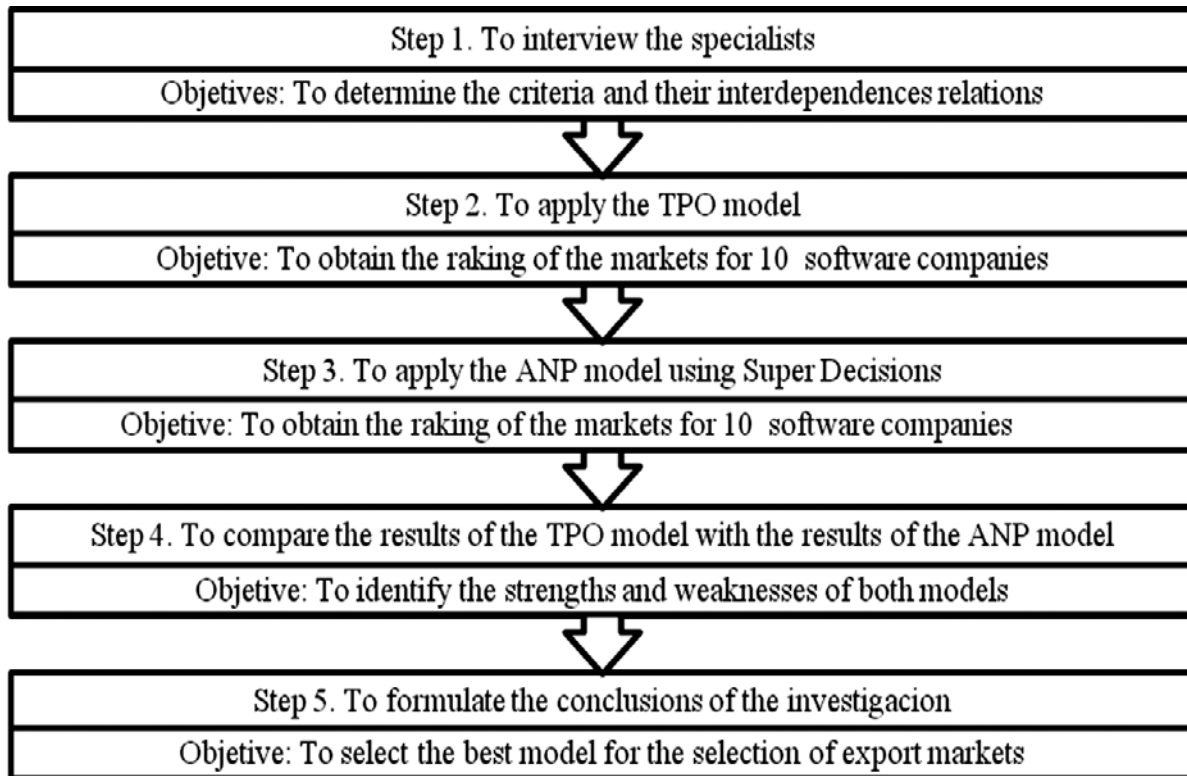 Step 1. To interview the specialists
Objetives: To determine the criteria and their interdependences relations
Step 2. To apply the TPO model
Objetive: To obtain the raking of the markets for 10 software companies
Step 3. To apply the ANP model using Super Decisions
Objetive: To obtain the raking of the markets for 10 software companies
Step 4. To compare the results of the TPO model with the results of the ANP model
Objetive: To identify the strengths and weaknesses of both models
Step 5. To formulate the conclusions of the investigacion
Objetive: To select the best model for the selection of export markets